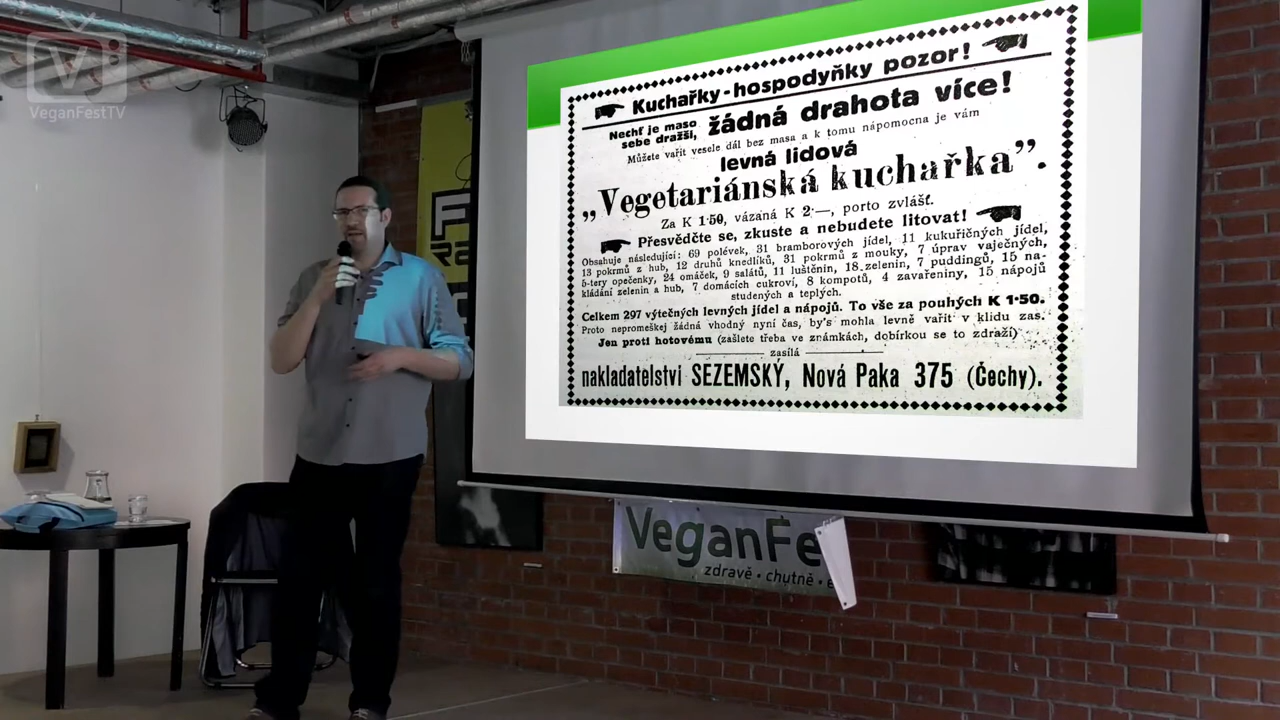 VJ
VeganFestTV
Kuchařky-hospodyňky pozor!
Nechť je maso
sebe dražší,
žádná drahota více!
Můžete vařit vesele dál bez masa a k tomu nápomocna je vám
levná lidová
„Vegetariánská kuchařka”.
Za K 1·50, vázaná K 2·—, porto zvlášť.
Přesvědčte se, zkuste a nebudete litovat!
Obsahuje následující: 69 polévek, 31 bramborových jídel, 11 kukuřičných jídel,
13 pokrmů z hub, 12 druhů knedlíků, 31 pokrmů z mouky, 7 úprav vaječných,
5-tery opečenky, 24 omáček, 9 salátů, 11 luštěnin, 18 zelenin, 7 puddingů, 15 na-
kládání zelenin a hub, 7 domácích cukroví, 8 kompotů, 4 zavařeniny, 15 nápojů
studených a teplých.
Celkem 297 výtečných levných jídel a nápojů. To vše za pouhých K 1·50.
Proto nepromeškej žádná vhodný nyní čas, by's mohla levně vařit v klidu zas.
Jen proti hotovému (zašlete třeba ve známkách, dobírkou se to zdraží)
zasílá
nakladatelství SEZEMSKÝ, Nová Paka 375 (Čechy).
VeganFe
zdravě · chutně · e